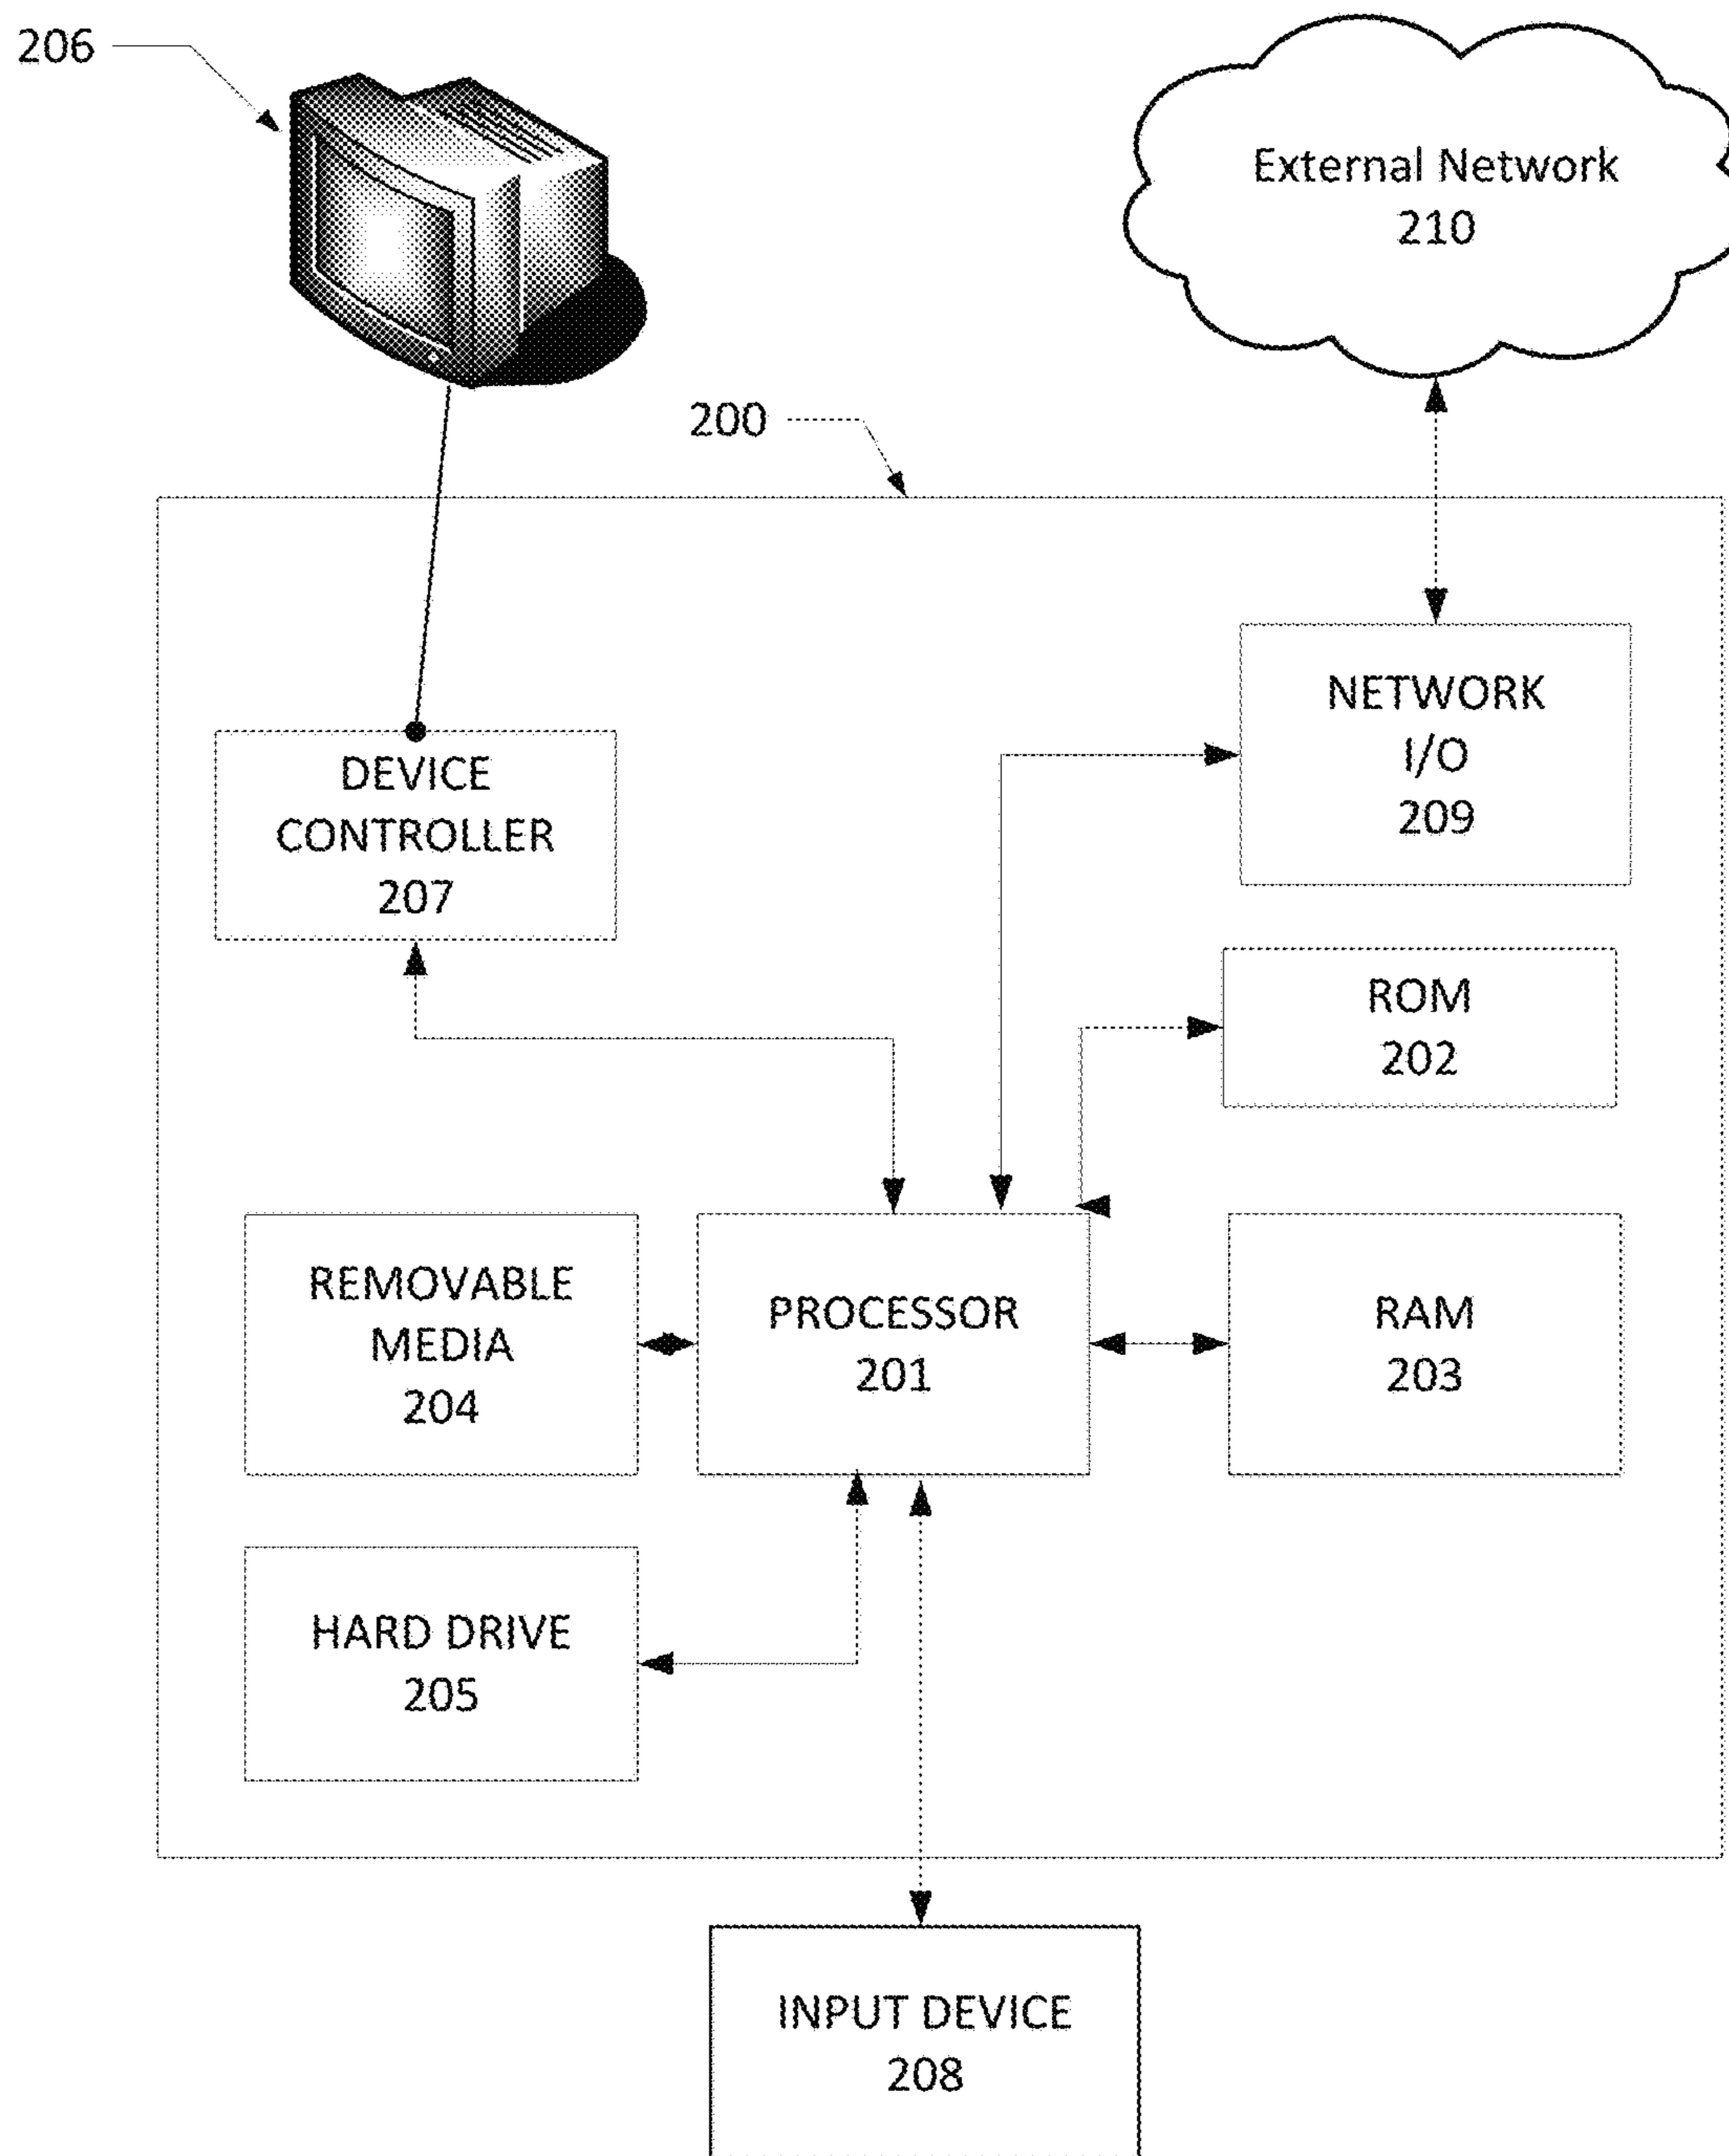 206
External Network
210
200
NETWORK
I/O
209
DEVICE
CONTROLLER
207
ROM
202
REMOVABLE
MEDIA
204
PROCESSOR
201
RAM
203
HARD DRIVE
205
INPUT DEVICE
208